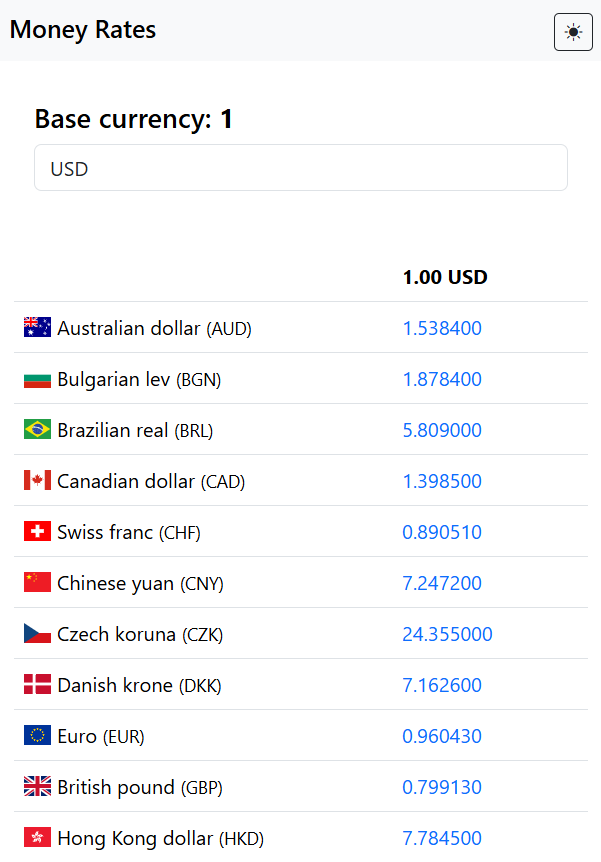 Money Rates
Base currency: 1
USD
1.00 USD
Australian dollar (AUD) 1.538400
Bulgarian lev (BGN) 1.878400
Brazilian real (BRL) 5.809000
Canadian dollar (CAD) 1.398500
Swiss franc (CHF) 0.890510
Chinese yuan (CNY) 7.247200
Czech koruna (CZK) 24.355000
Danish krone (DKK) 7.162600
Euro (EUR) 0.960430
British pound (GBP) 0.799130
Hong Kong dollar (HKD) 7.784500